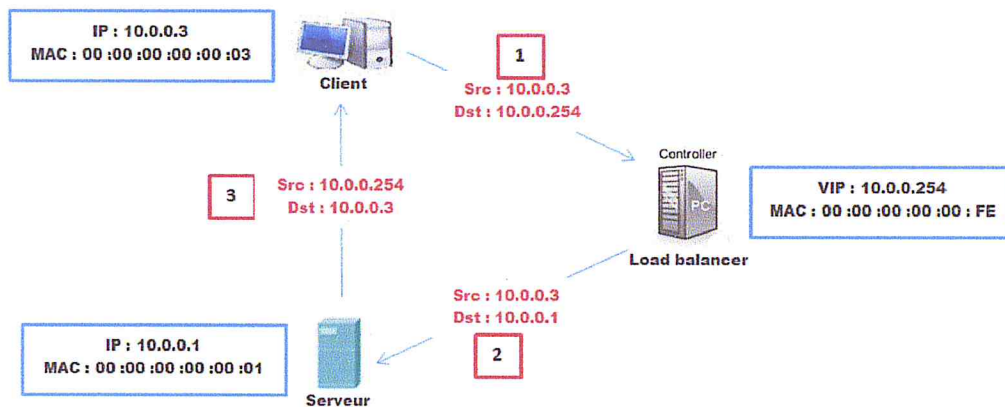 IP : 10.0.0.3
MAC : 00 :00 :00 :00 :00 :03
Client
1
Src : 10.0.0.3
Dst : 10.0.0.254
Controller
PC
Load balancer
VIP : 10.0.0.254
MAC : 00 :00 :00 :00 :00 : FE
3
Src : 10.0.0.254
Dst : 10.0.0.3
Src : 10.0.0.3
Dst : 10.0.0.1
2
IP : 10.0.0.1
MAC : 00 :00 :00 :00 :00 :01
Serveur